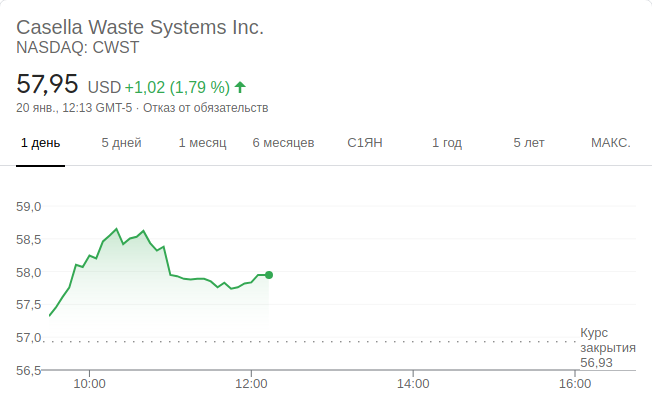 Casella Waste Systems Inc.
NASDAQ: CWST
57,95 USD +1,02 (1,79 %)
20 янв., 12:13 GMT-5 · Отказ от обязательств
1 день 5 дней 1 месяц 6 месяцев С1ЯН 1 год 5 лет МАКС.
59,0
58,5
58,0
57,5
57,0
56,5
Курс
закрытия
56,93
10:00 12:00 14:00 16:00